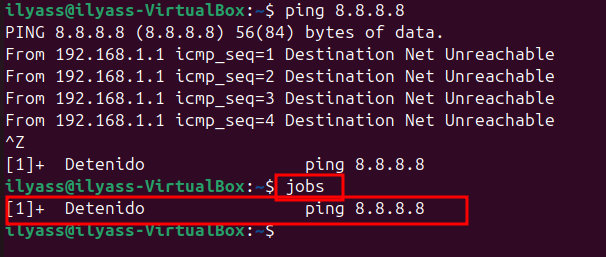 ilyass@ilyass-VirtualBox:~$ ping 8.8.8.8
PING 8.8.8.8 (8.8.8.8) 56(84) bytes of data.
From 192.168.1.1 icmp_seq=1 Destination Net Unreachable
From 192.168.1.1 icmp_seq=2 Destination Net Unreachable
From 192.168.1.1 icmp_seq=3 Destination Net Unreachable
From 192.168.1.1 icmp_seq=4 Destination Net Unreachable
^Z
[1]+  Detenido                ping 8.8.8.8
ilyass@ilyass-VirtualBox:~$ jobs
[1]+  Detenido                ping 8.8.8.8
ilyass@ilyass-VirtualBox:~$